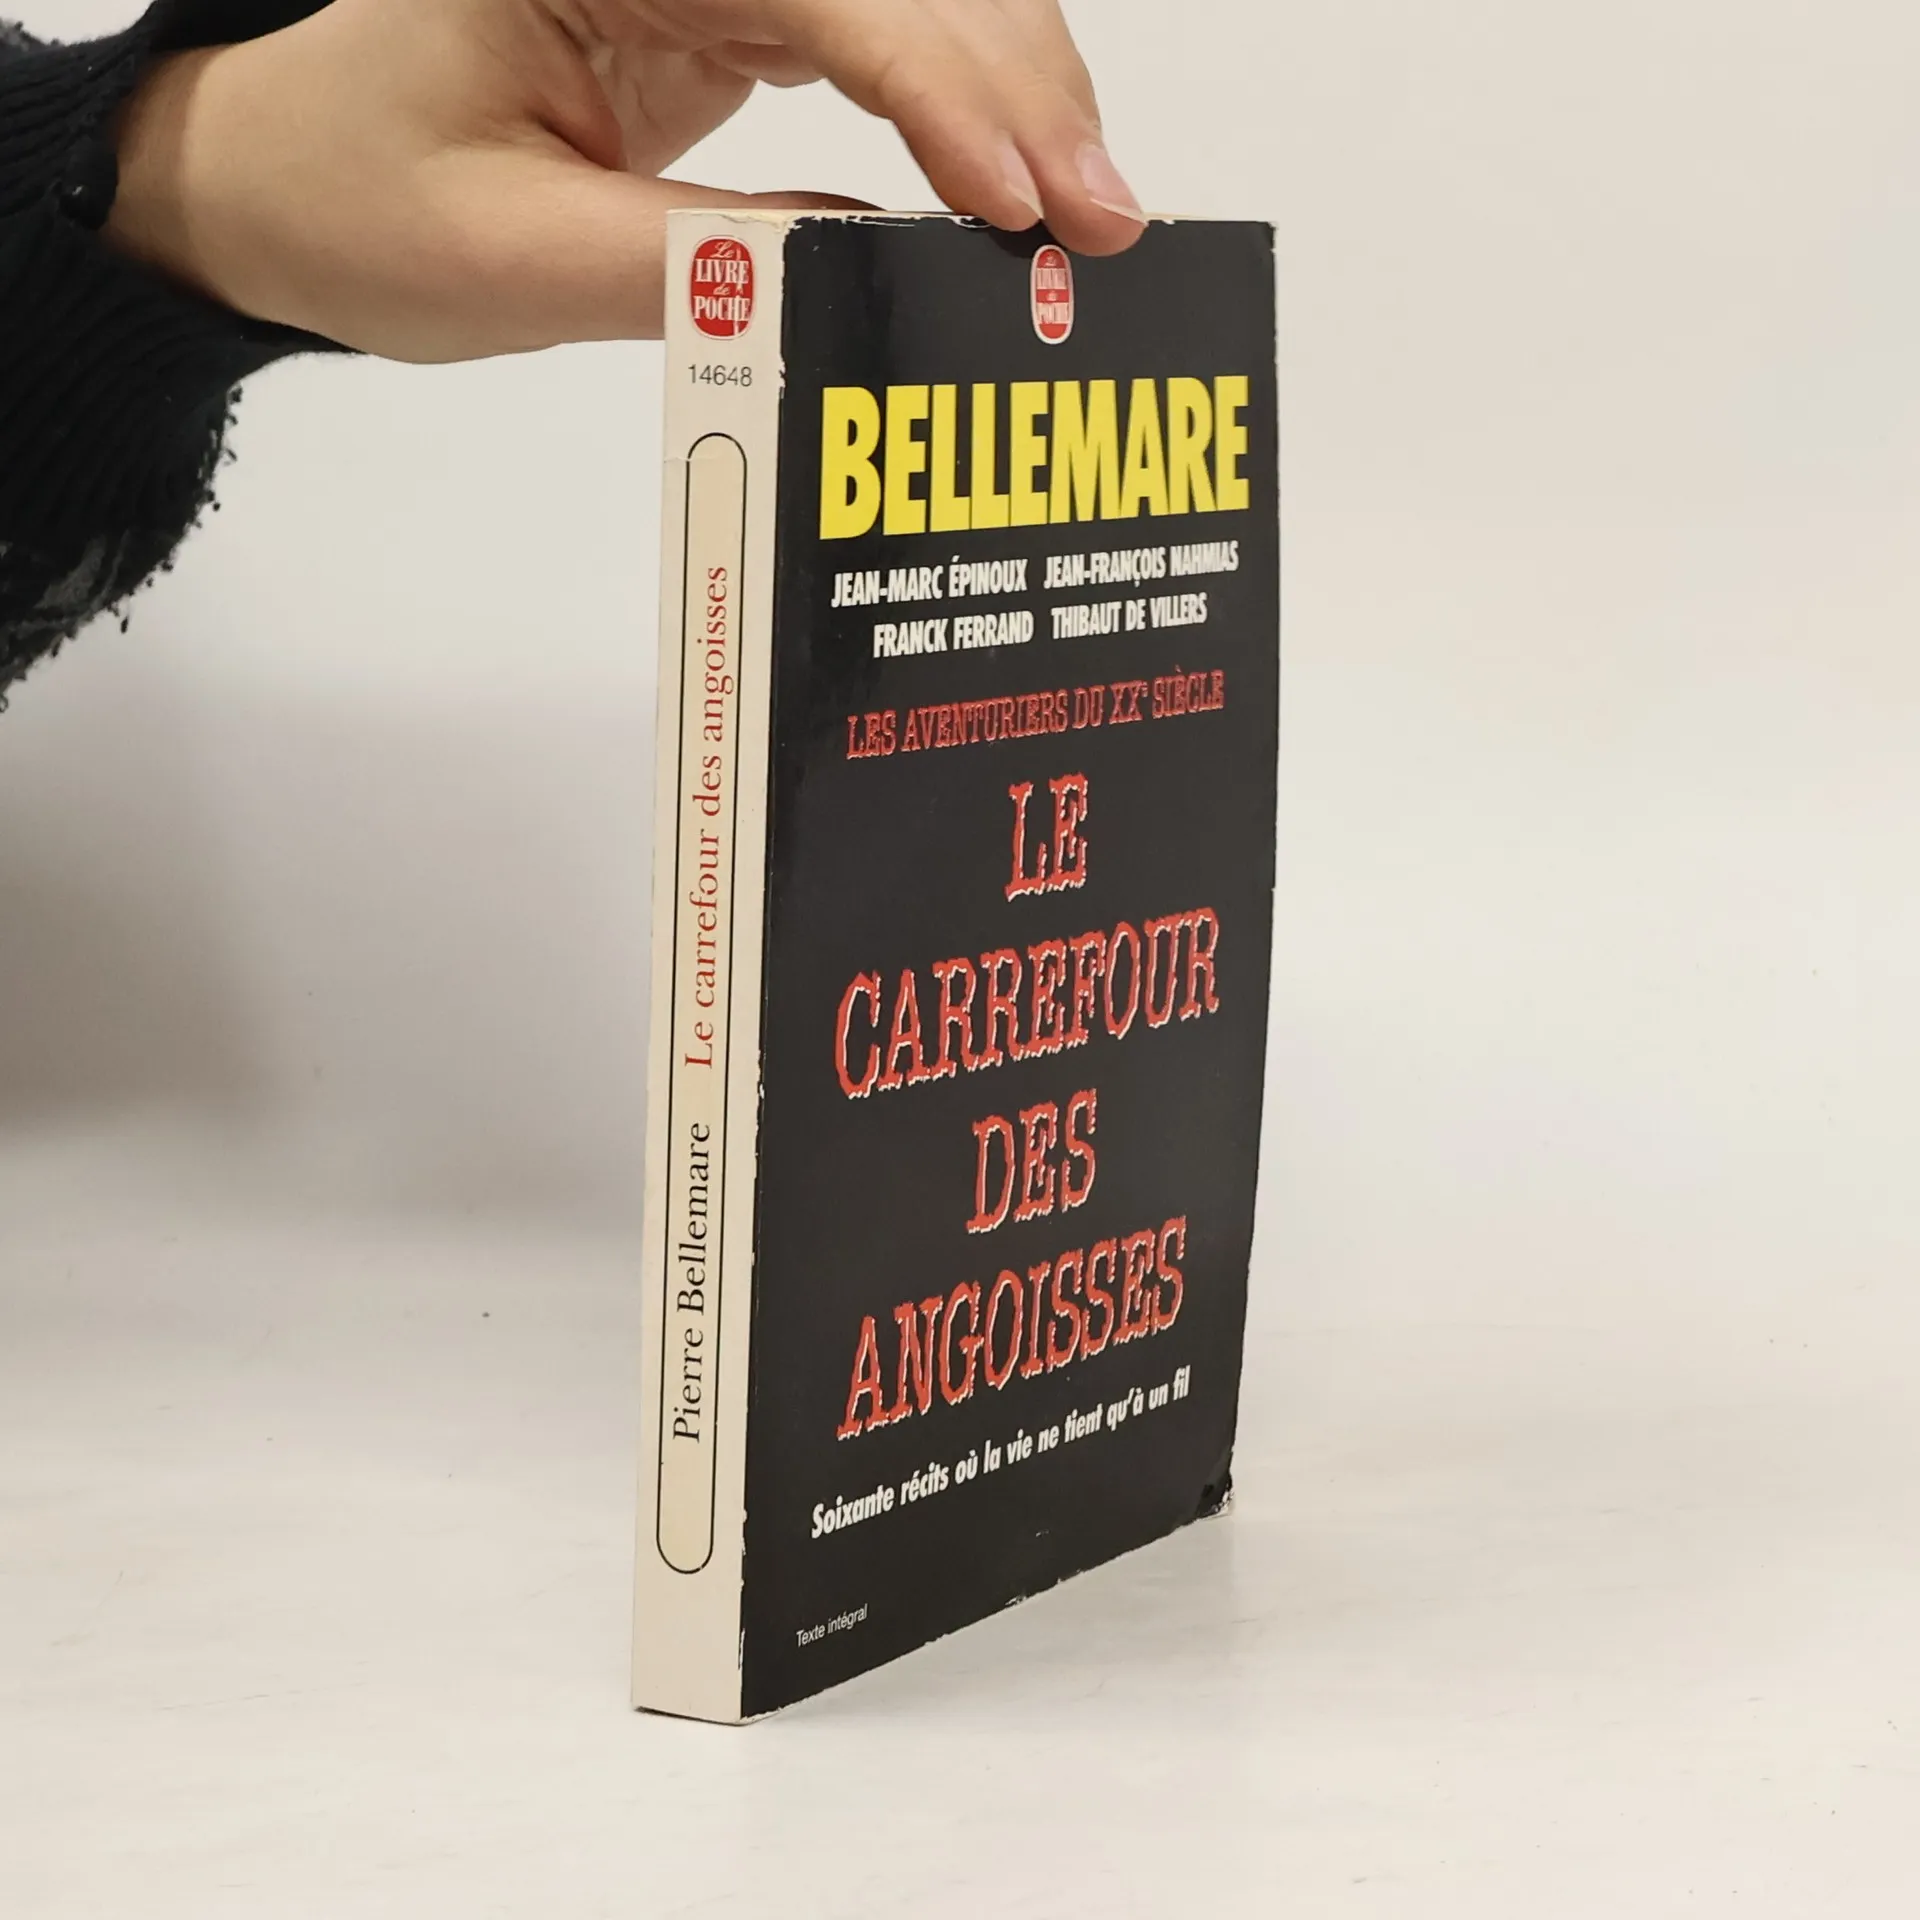 Le
LIVRE
de
POCHE
14648
Pierre Bellemare Le carrefour des angoisses
Le
LIVRE
de
POCHE
BELLEMARE
JEAN-MARC ÉPINOUX JEAN-FRANÇOIS NAHMIAS
FRANCK FERRAND THIBAUT DE VILLERS
LES AVENTURIERS DU XXe SIÈCLE
LE
CARREFOUR
DES
ANGOISSES
Soixante récits où la vie ne tient qu'à un fil
Texte intégral